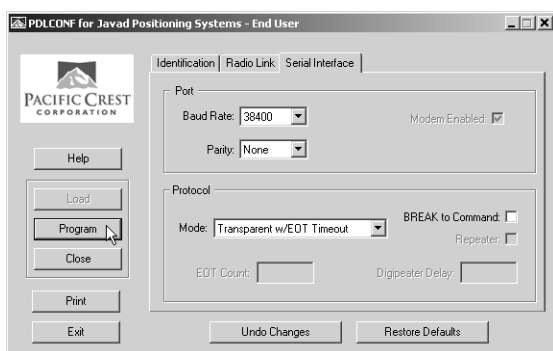 PDLCONF for Javad Positioning Systems - End User
PACIFIC CREST
CORPORATION
Help
Load
Program
Close
Print
Exit
Identification Radio Link Serial Interface
Port
Baud Rate: 38400
Modem Enabled:
Parity: None
Protocol
Mode: Transparent w/EOT Timeout
BREAK to Command:
Repeater:
EOT Count:
Digipeater Delay:
Undo Changes
Restore Defaults